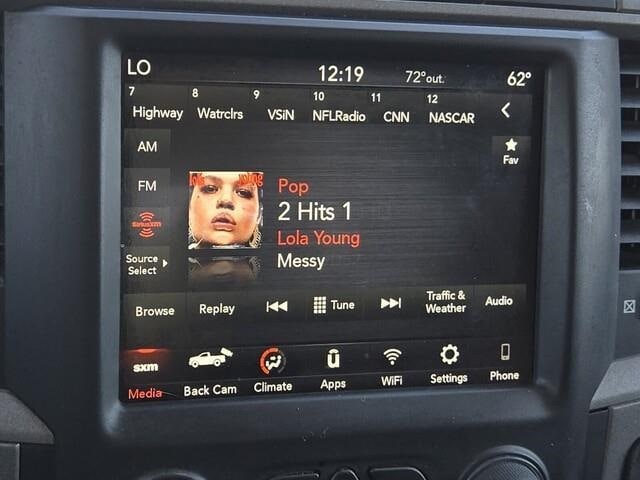 LO 12:19 72° out. 62°
7 8 9 10 11 12
Highway Watrclrs VSiN NFLRadio CNN NASCAR
AM
Fav
FM
Pop
2 Hits 1
SiriusXM
Lola Young
Source
Select
Messy
Browse Replay Tune Traffic &
Weather Audio
sxm
Media Back Cam Climate Apps WiFi Settings Phone